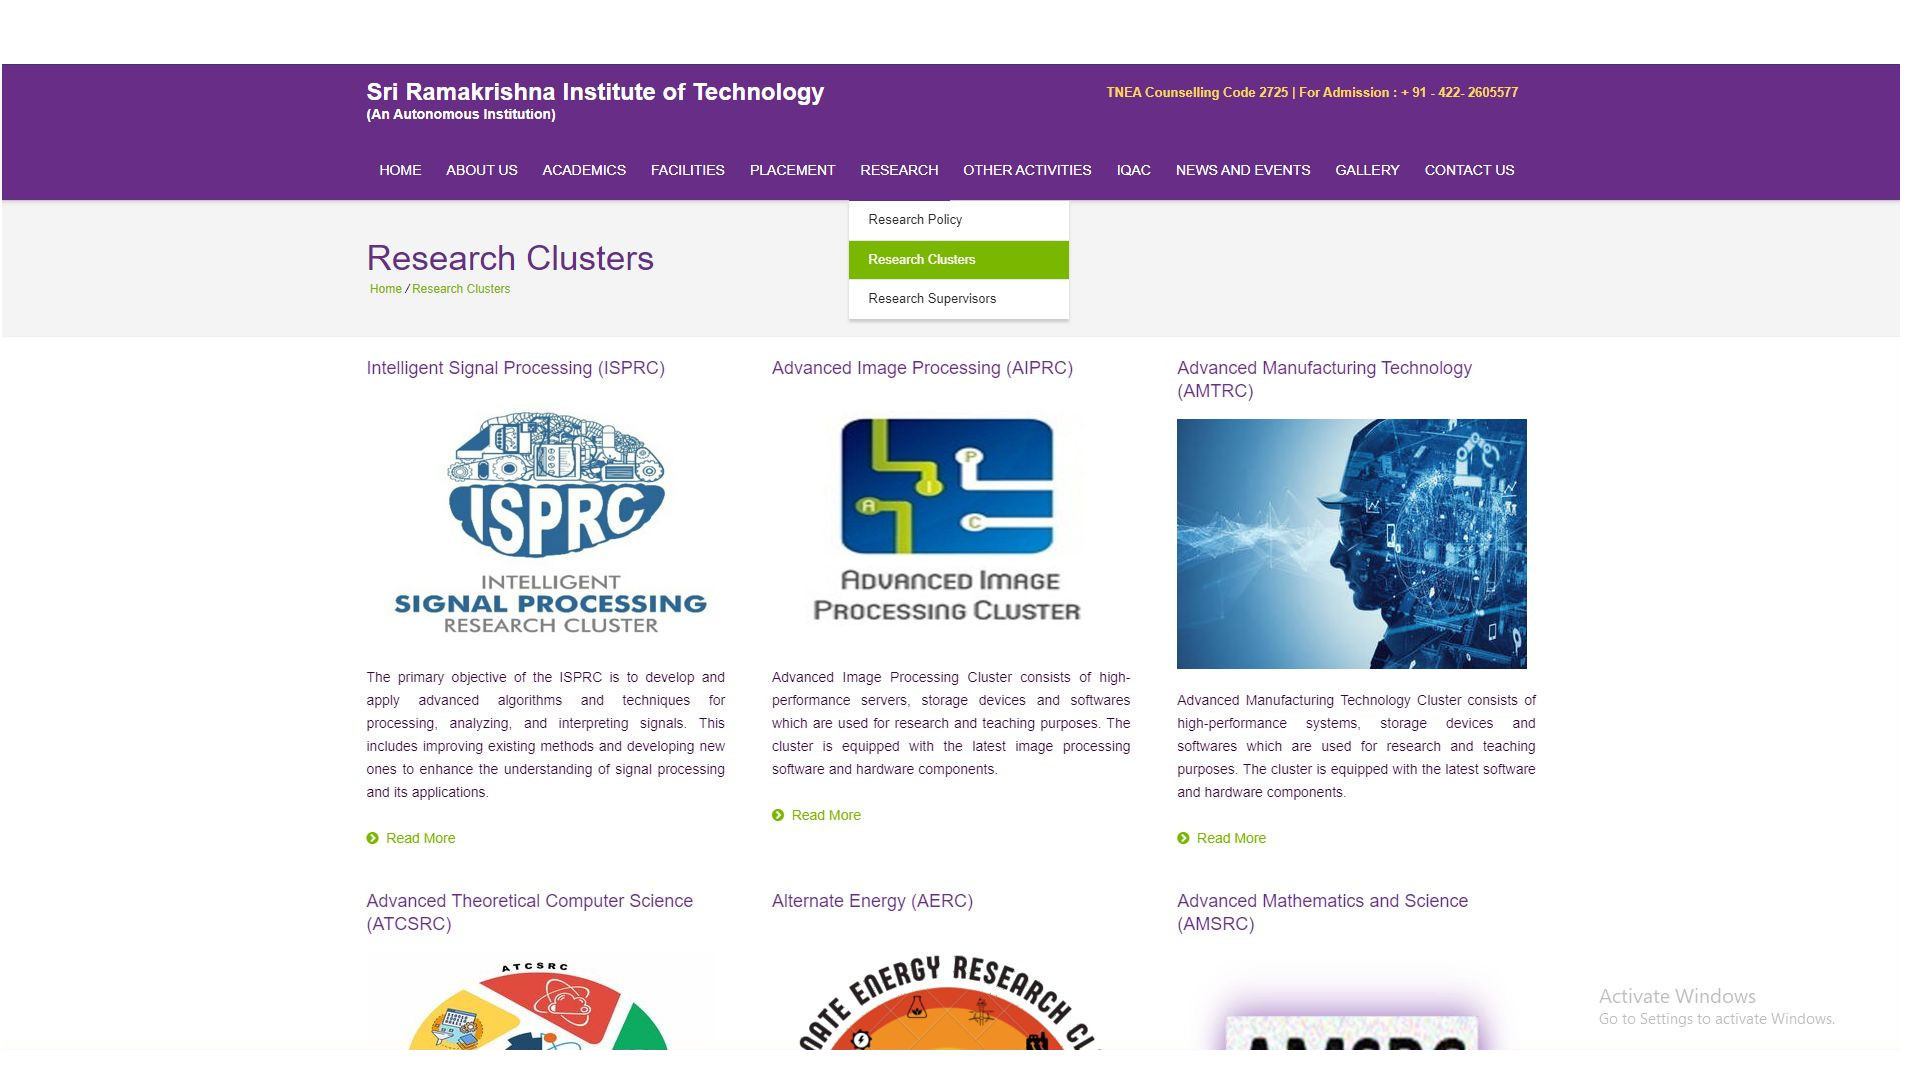 Sri Ramakrishna Institute of Technology
(An Autonomous Institution)
TNEA Counselling Code 2725 | For Admission : + 91 - 422- 2605577
HOME ABOUT US ACADEMICS FACILITIES PLACEMENT RESEARCH OTHER ACTIVITIES IQAC NEWS AND EVENTS GALLERY CONTACT US
Research Policy
Research Clusters
Research Supervisors
Research Clusters
Home / Research Clusters
Intelligent Signal Processing (ISPRC)
ISPRC
INTELLIGENT
SIGNAL PROCESSING
RESEARCH CLUSTER
The primary objective of the ISPRC is to develop and
apply advanced algorithms and techniques for
processing, analyzing, and interpreting signals. This
includes improving existing methods and developing new
ones to enhance the understanding of signal processing
and its applications.
Read More
Advanced Image Processing (AIPRC)
P
I
A
C
ADVANCED IMAGE
PROCESSING CLUSTER
Advanced Image Processing Cluster consists of high-
performance servers, storage devices and softwares
which are used for research and teaching purposes. The
cluster is equipped with the latest image processing
software and hardware components.
Read More
Advanced Manufacturing Technology
(AMTRC)
Advanced Manufacturing Technology Cluster consists of
high-performance systems, storage devices and
softwares which are used for research and teaching
purposes. The cluster is equipped with the latest software
and hardware components.
Read More
Advanced Theoretical Computer Science
(ATCSRC)
ATCSRC
Alternate Energy (AERC)
NATE ENERGY RESEARCH CL
Advanced Mathematics and Science
(AMSRC)
AMSRC
Activate Windows
Go to Settings to activate Windows.